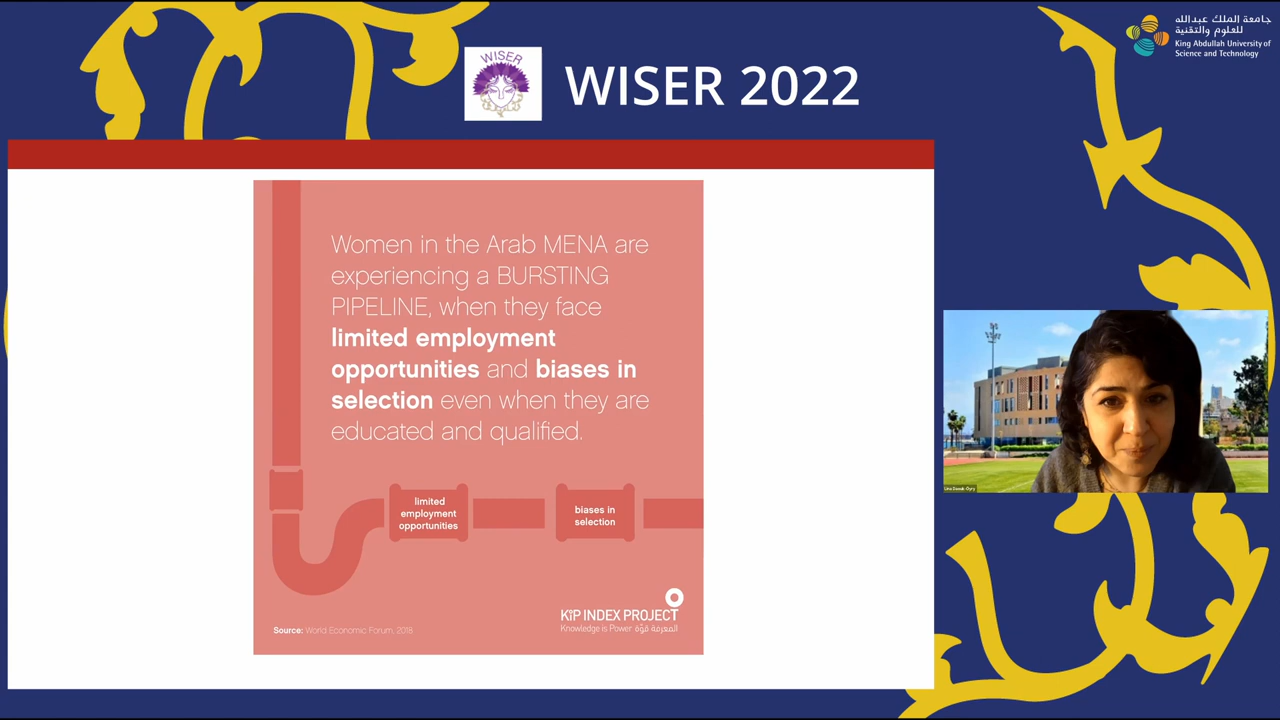 جامعة الملك عبدالله
للعلوم والتقنية
King Abdullah University of
Science and Technology
WISER
WISER 2022
Women in the Arab MENA are
experiencing a BURSTING
PIPELINE, when they face
limited employment
opportunities and biases in
selection even when they are
educated and qualified.
limited
employment
opportunities
biases in
selection
KiP INDEX PROJECT
Knowledge is Power المعرفة قوّة
Source: World Economic Forum, 2018